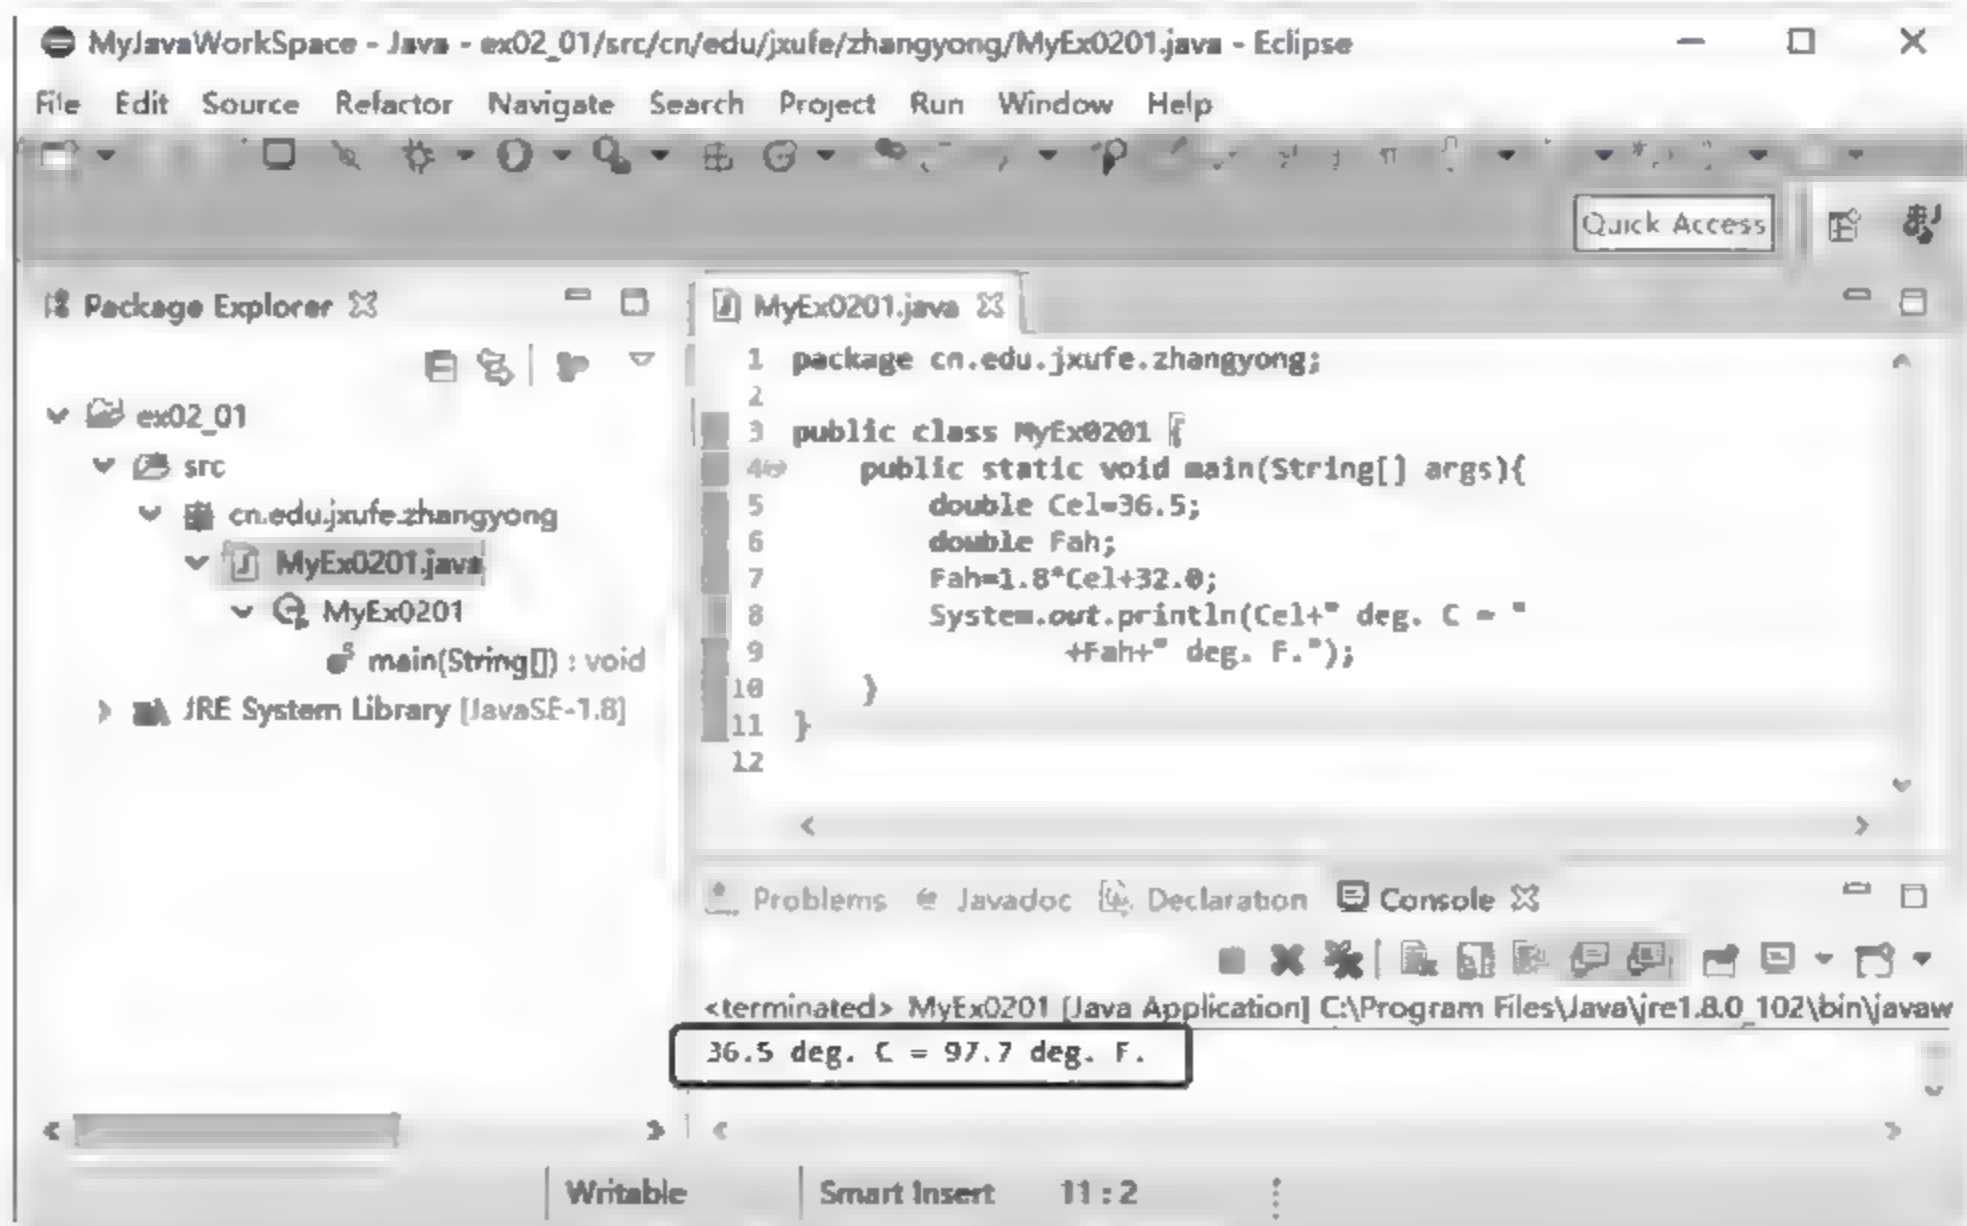 MyJavaWorkSpace - Java - ex02_01/src/cn/edu/jxufe/zhangyong/MyEx0201.java - Eclipse
File Edit Source Refactor Navigate Search Project Run Window Help
Quick Access
Package Explorer
ex02_01
src
cn.edu.jxufe.zhangyong
MyEx0201.java
MyEx0201
main(String[]) : void
JRE System Library [JavaSE-1.8]
MyEx0201.java
1 package cn.edu.jxufe.zhangyong;
2
3 public class MyEx0201 {
4 public static void main(String[] args){
5 double Cel=36.5;
6 double Fah;
7 Fah=1.8*Cel+32.0;
8 System.out.println(Cel+" deg. C = "
9 +Fah+" deg. F.");
10 }
11 }
12
Problems Javadoc Declaration Console
<terminated> MyEx0201 [Java Application] C:\Program Files\Java\jre1.8.0_102\bin\javaw
36.5 deg. C = 97.7 deg. F.
Writable Smart Insert 11 : 2